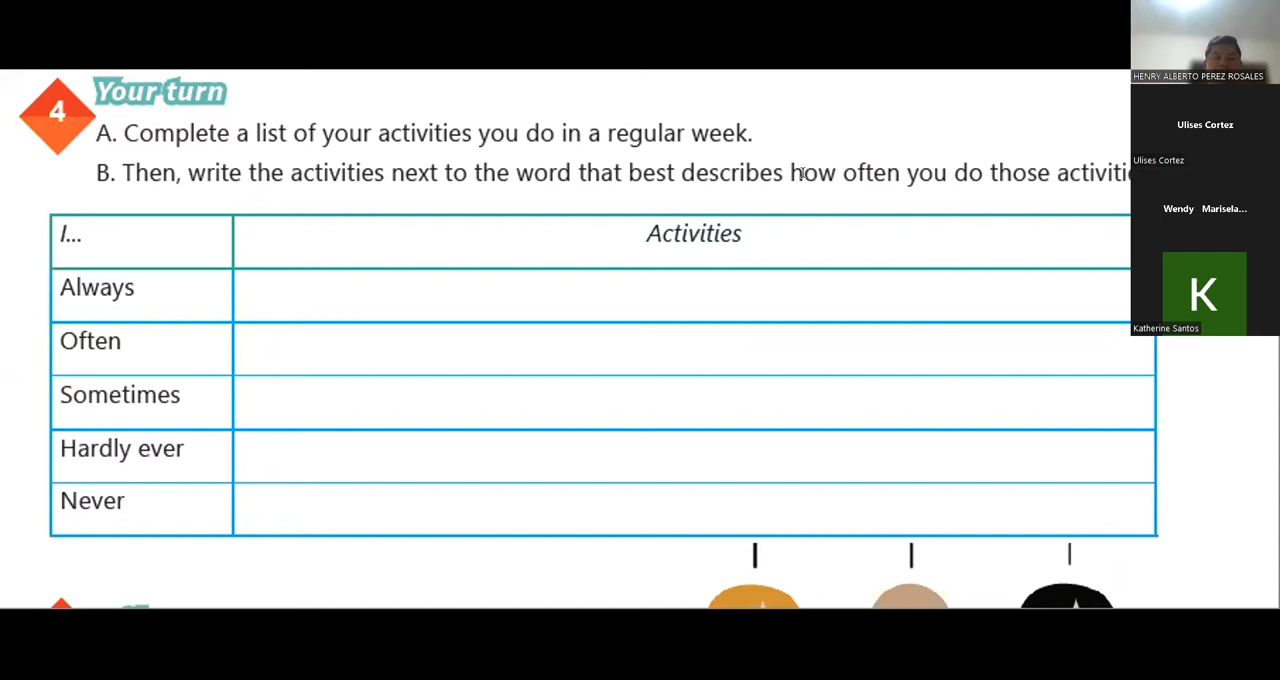 4
Your turn
A. Complete a list of your activities you do in a regular week.
B. Then, write the activities next to the word that best describes how often you do those activiti
I...
Activities
Always
Often
Sometimes
Hardly ever
Never
HENRY ALBERTO PEREZ ROSALES
Ulises Cortez
Ulises Cortez
Wendy Marisela...
K
Katherine Santos